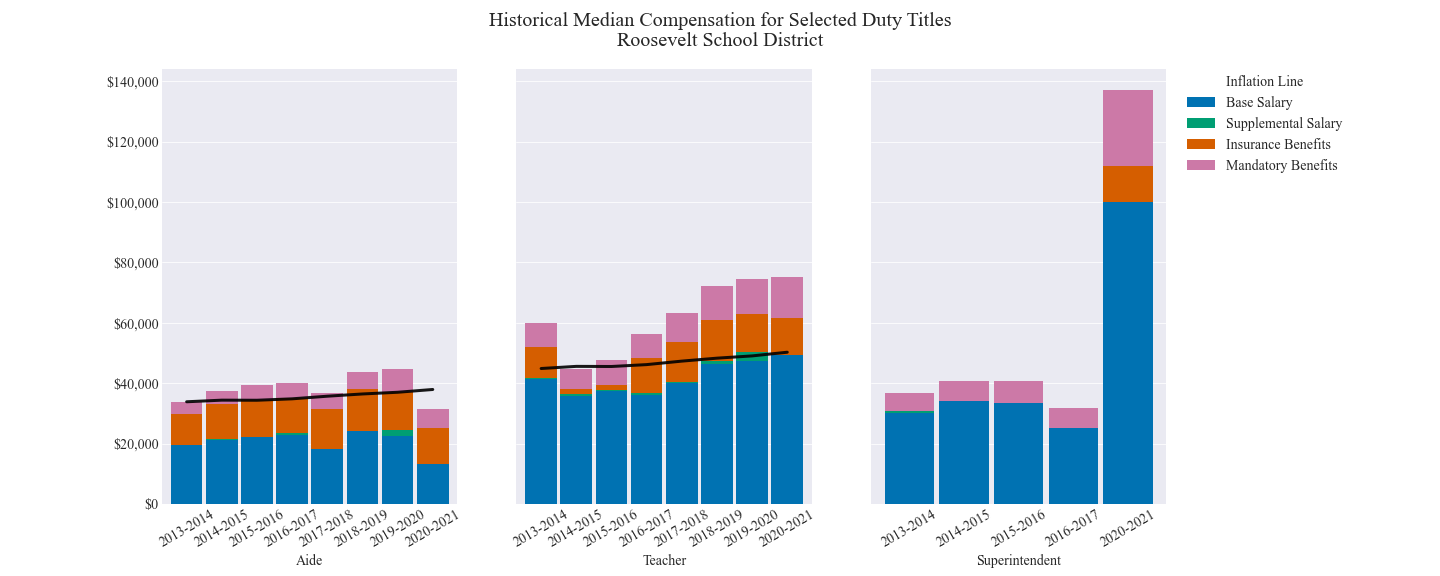 Historical Median Compensation for Selected Duty Titles
Roosevelt School District
$140,000
$120,000
$100,000
$80,000
$60,000
$40,000
$20,000
$0
2013-2014
2014-2015
2015-2016
2016-2017
2017-2018
2018-2019
2019-2020
2020-2021
Aide
2013-2014
2014-2015
2015-2016
2016-2017
2017-2018
2018-2019
2019-2020
2020-2021
Teacher
2013-2014
2014-2015
2015-2016
2016-2017
2020-2021
Superintendent
Inflation Line
Base Salary
Supplemental Salary
Insurance Benefits
Mandatory Benefits